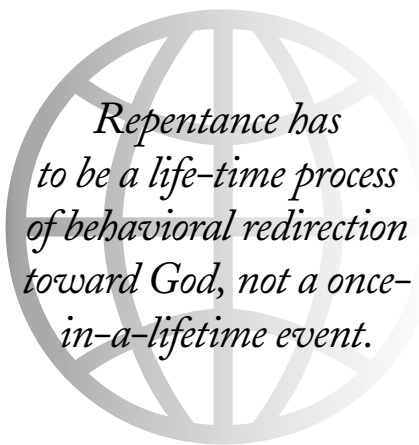 Repentance has
to be a life-time process
of behavioral redirection
toward God, not a once-
in-a-lifetime event.